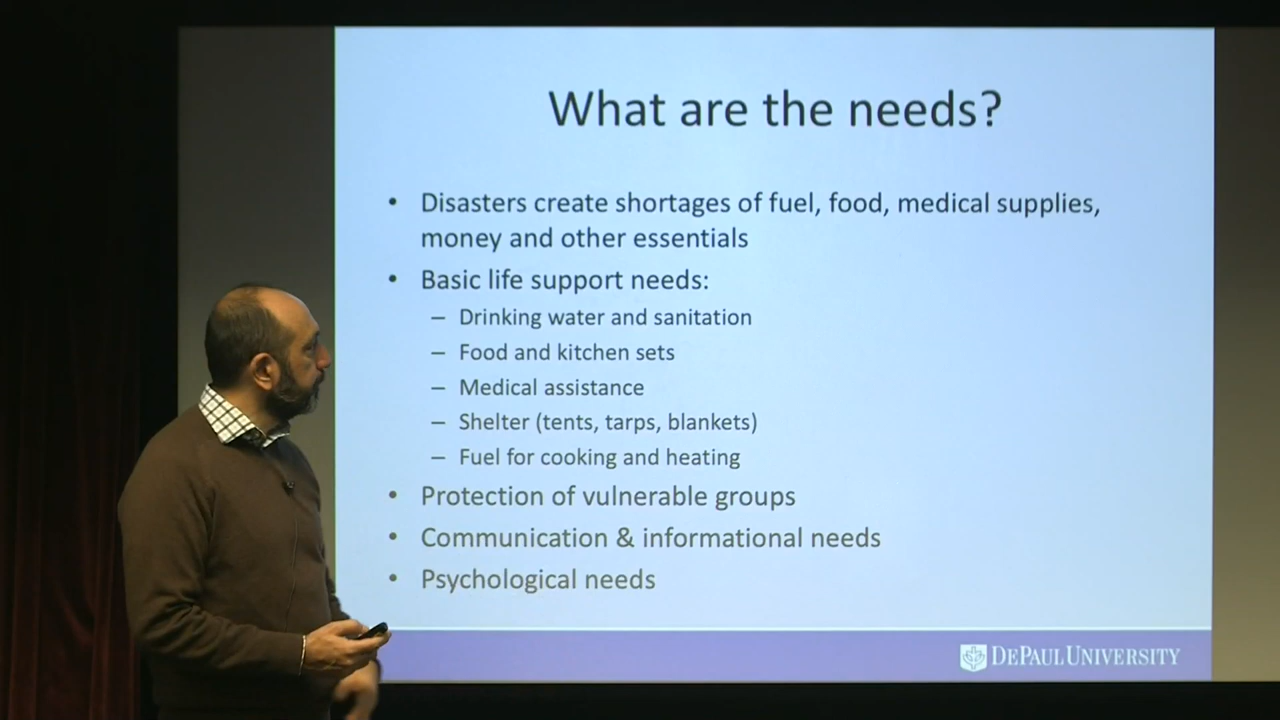 What are the needs?
• Disasters create shortages of fuel, food, medical supplies,
money and other essentials
• Basic life support needs:
– Drinking water and sanitation
– Food and kitchen sets
– Medical assistance
– Shelter (tents, tarps, blankets)
– Fuel for cooking and heating
• Protection of vulnerable groups
• Communication & informational needs
• Psychological needs
DEPAUL UNIVERSITY